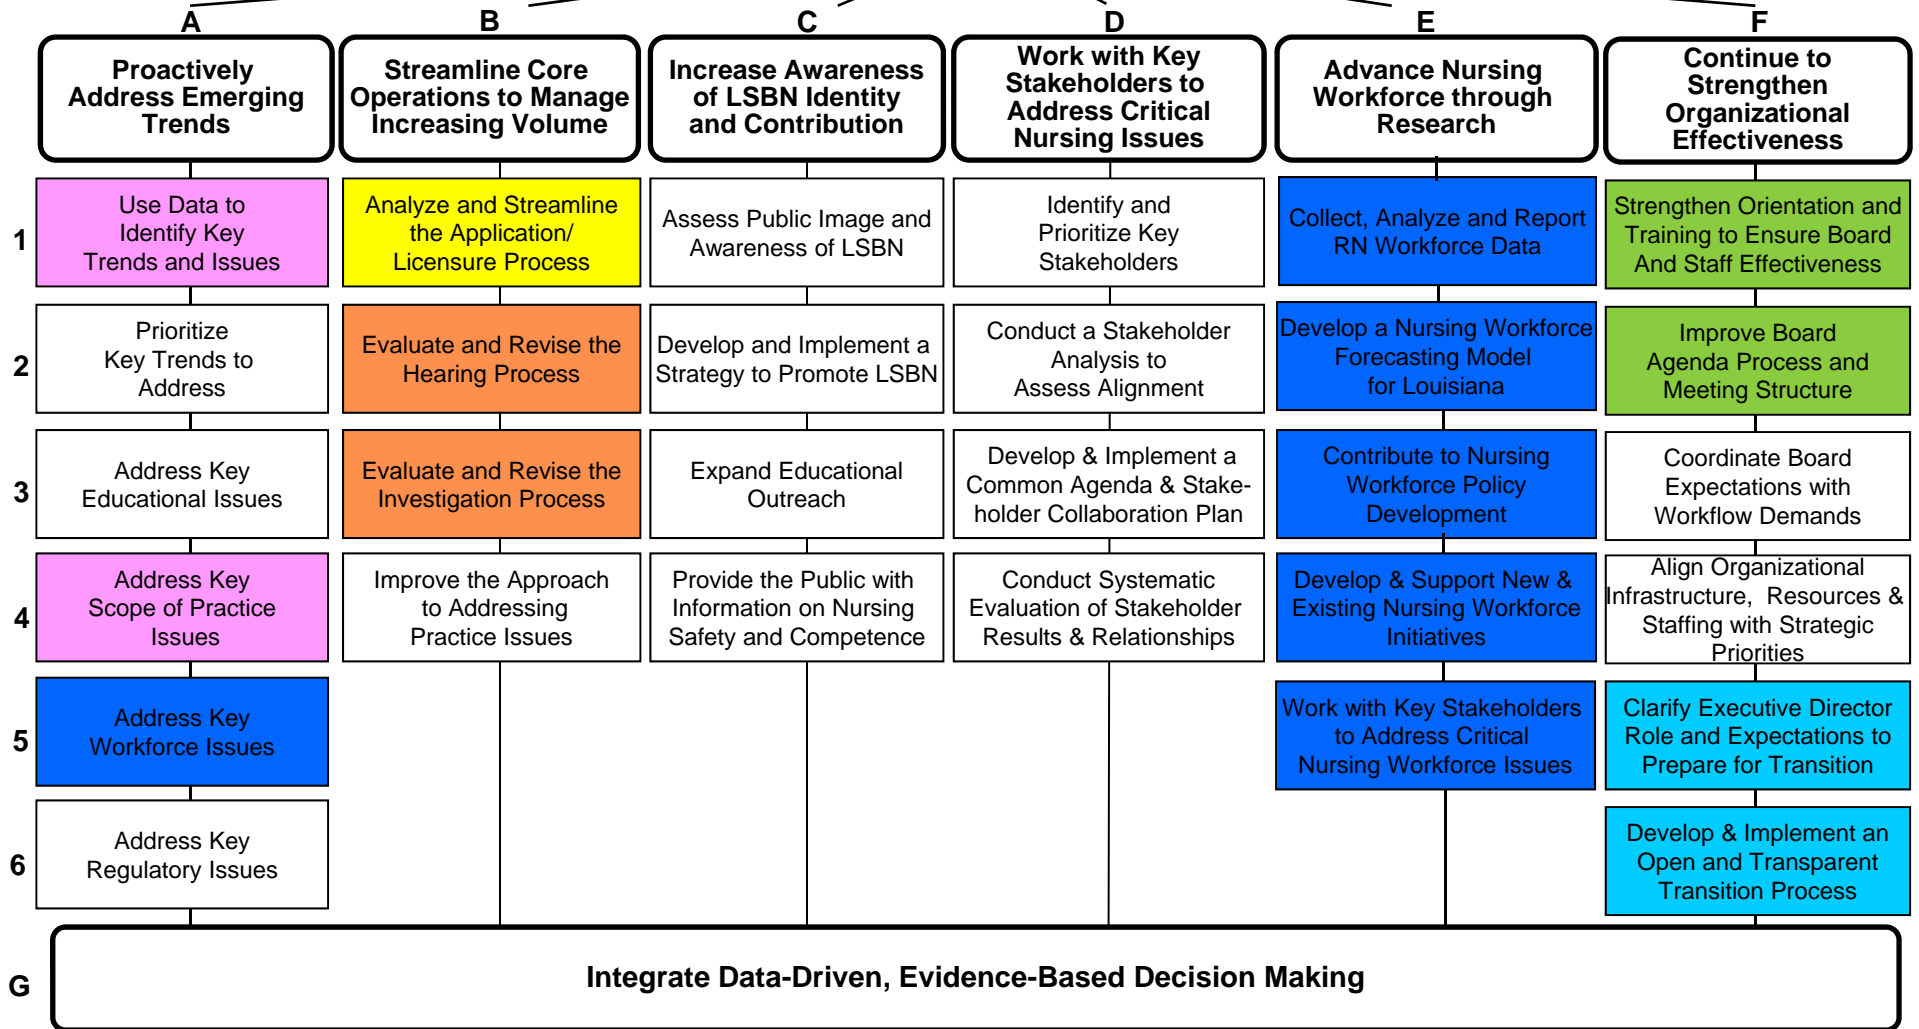 A
B
C
D
E
F
Proactively
Address Emerging
Trends
Streamline Core
Operations to Manage
Increasing Volume
Increase Awareness
of LSBN Identity
and Contribution
Work with Key
Stakeholders to
Address Critical
Nursing Issues
Advance Nursing
Workforce through
Research
Continue to
Strengthen
Organizational
Effectiveness
1
Use Data to
Identify Key
Trends and Issues
Analyze and Streamline
the Application/
Licensure Process
Assess Public Image and
Awareness of LSBN
Identify and
Prioritize Key
Stakeholders
Collect, Analyze and Report
RN Workforce Data
Strengthen Orientation and
Training to Ensure Board
And Staff Effectiveness
2
Prioritize
Key Trends to
Address
Evaluate and Revise the
Hearing Process
Develop and Implement a
Strategy to Promote LSBN
Conduct a Stakeholder
Analysis to
Assess Alignment
Develop a Nursing Workforce
Forecasting Model
for Louisiana
Improve Board
Agenda Process and
Meeting Structure
3
Address Key
Educational Issues
Evaluate and Revise the
Investigation Process
Expand Educational
Outreach
Develop & Implement a
Common Agenda & Stake-
holder Collaboration Plan
Contribute to Nursing
Workforce Policy
Development
Coordinate Board
Expectations with
Workflow Demands
4
Address Key
Scope of Practice
Issues
Improve the Approach
to Addressing
Practice Issues
Provide the Public with
Information on Nursing
Safety and Competence
Conduct Systematic
Evaluation of Stakeholder
Results & Relationships
Develop & Support New &
Existing Nursing Workforce
Initiatives
Align Organizational
Infrastructure, Resources &
Staffing with Strategic
Priorities
5
Address Key
Workforce Issues
Work with Key Stakeholders
to Address Critical
Nursing Workforce Issues
Clarify Executive Director
Role and Expectations to
Prepare for Transition
6
Address Key
Regulatory Issues
Develop & Implement an
Open and Transparent
Transition Process
G
Integrate Data-Driven, Evidence-Based Decision Making